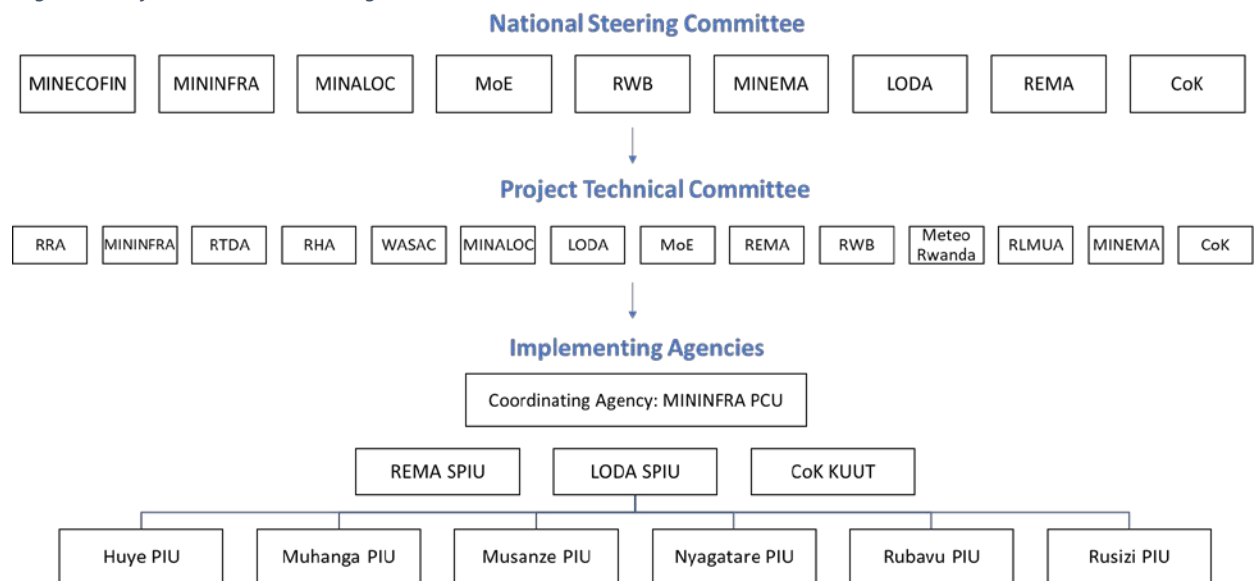 National Steering Committee
MINECOFIN
MININFRA
MINALOC
MoE
RWB
MINEMA
LODA
REMA
CoK
Project Technical Committee
RRA
MININFRA
RTDA
RHA
WASAC
MINALOC
LODA
MoE
REMA
RWB
Meteo
Rwanda
RLMUA
MINEMA
CoK
Implementing Agencies
Coordinating Agency: MININFRA PCU
REMA SPIU
LODA SPIU
CoK KUUT
Huye PIU
Muhanga PIU
Musanze PIU
Nyagatare PIU
Rubavu PIU
Rusizi PIU